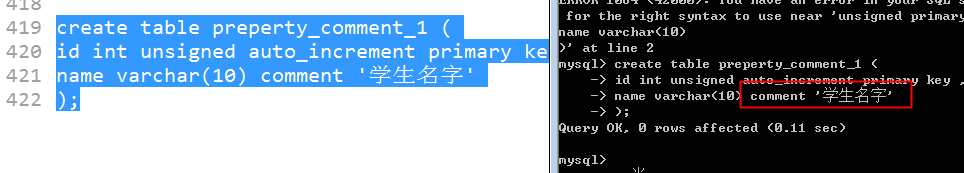 418
419 create table preperty_comment_1 (
420 id int unsigned auto_increment primary ke
421 name varchar(10) comment '学生名字'
422 );
ERROR 1064 (42000): You have an error in your SQL s
for the right syntax to use near 'unsigned primary
name varchar(10)
)' at line 2
mysql> create table preperty_comment_1 (
-> id int unsigned auto_increment primary key ,
-> name varchar(10) comment '学生名字'
-> );
Query OK, 0 rows affected (0.11 sec)
mysql>